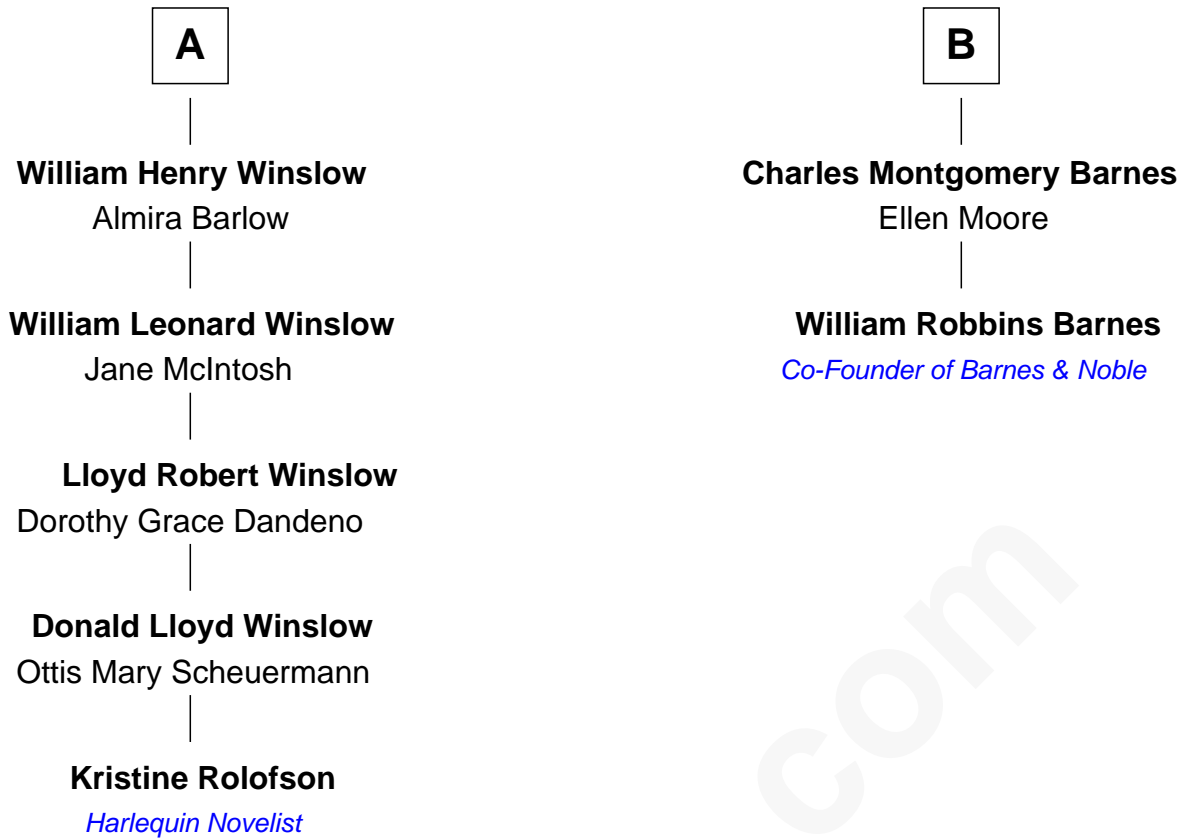 A
William Henry Winslow
Almira Barlow
William Leonard Winslow
Jane McIntosh
Lloyd Robert Winslow
Dorothy Grace Dandeno
Donald Lloyd Winslow
Ottis Mary Scheuermann
Kristine Rolofson
Harlequin Novelist
B
Charles Montgomery Barnes
Ellen Moore
William Robbins Barnes
Co-Founder of Barnes & Noble
com